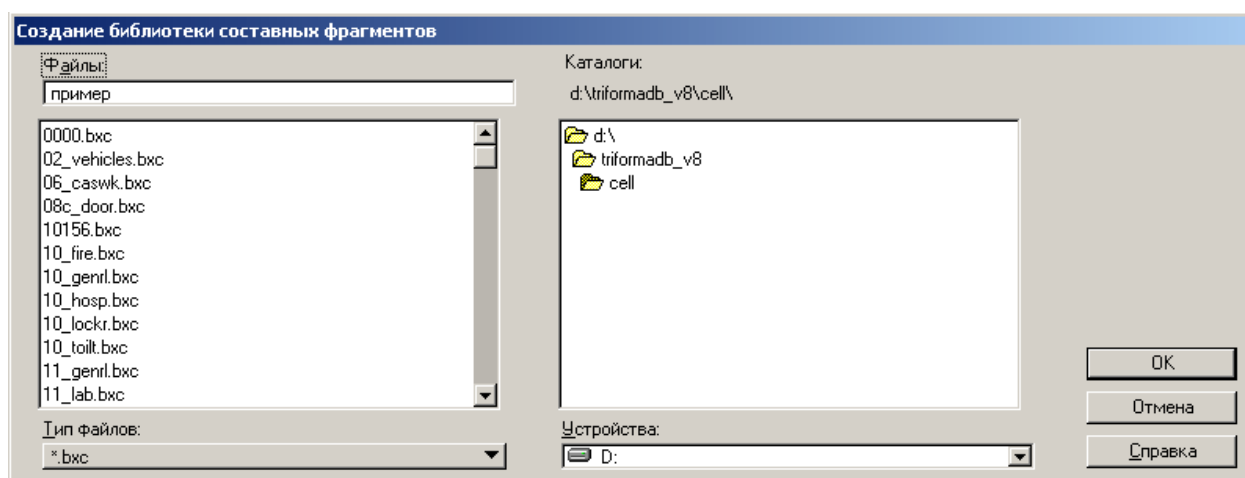 Создание библиотеки составных фрагментов
Файлы:
пример
0000.bxc
02_vehicles.bxc
06_caswk.bxc
08c_door.bxc
10156.bxc
10_fire.bxc
10_genrl.bxc
10_hosp.bxc
10_lockr.bxc
10_toilt.bxc
11_genrl.bxc
11_lab.bxc
Тип файлов:
*.bxc
Каталоги:
d:\triformadb_v8\cell\
d:\
triformadb_v8
cell
Устройства:
D:
OK
Отмена
Справка